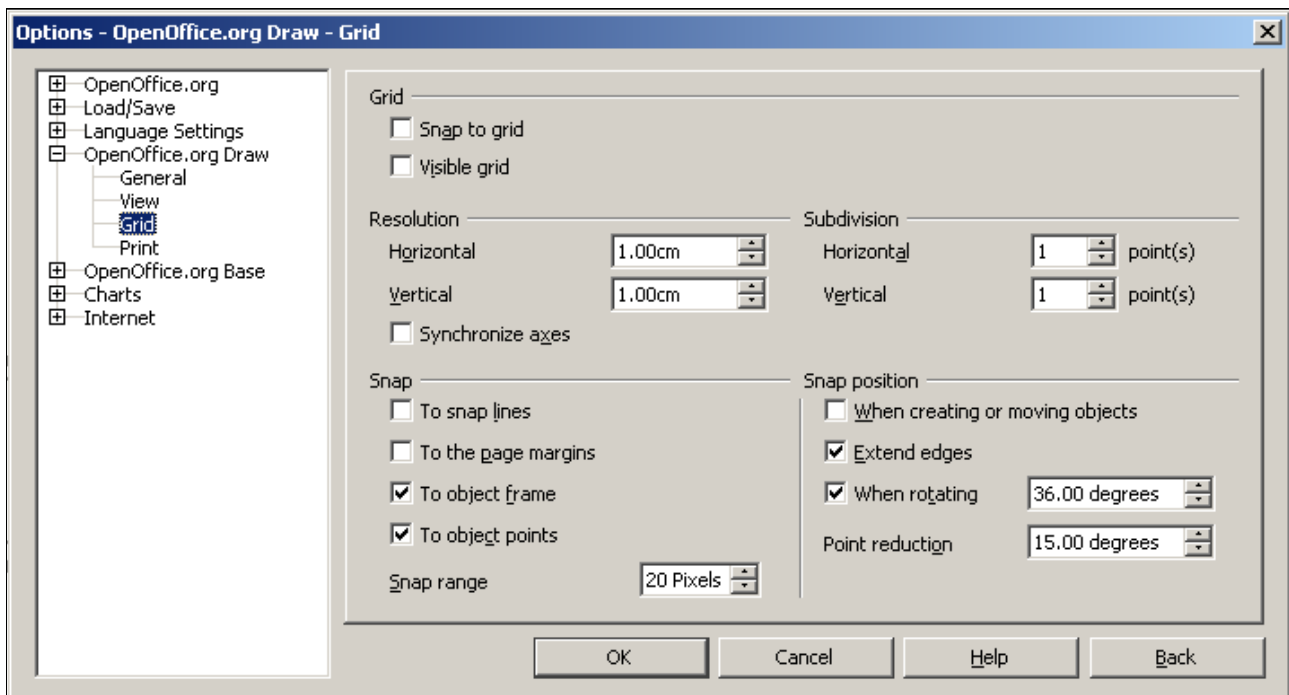 Options - OpenOffice.org Draw - Grid
OpenOffice.org
Load/Save
Language Settings
OpenOffice.org Draw
General
View
Grid
Print
OpenOffice.org Base
Charts
Internet
Grid
Snap to grid
Visible grid
Resolution
Horizontal 1.00cm
Vertical 1.00cm
Synchronize axes
Subdivision
Horizontal 1 point(s)
Vertical 1 point(s)
Snap
To snap lines
To the page margins
To object frame
To object points
Snap range 20 Pixels
Snap position
When creating or moving objects
Extend edges
When rotating 36.00 degrees
Point reduction 15.00 degrees
OK Cancel Help Back